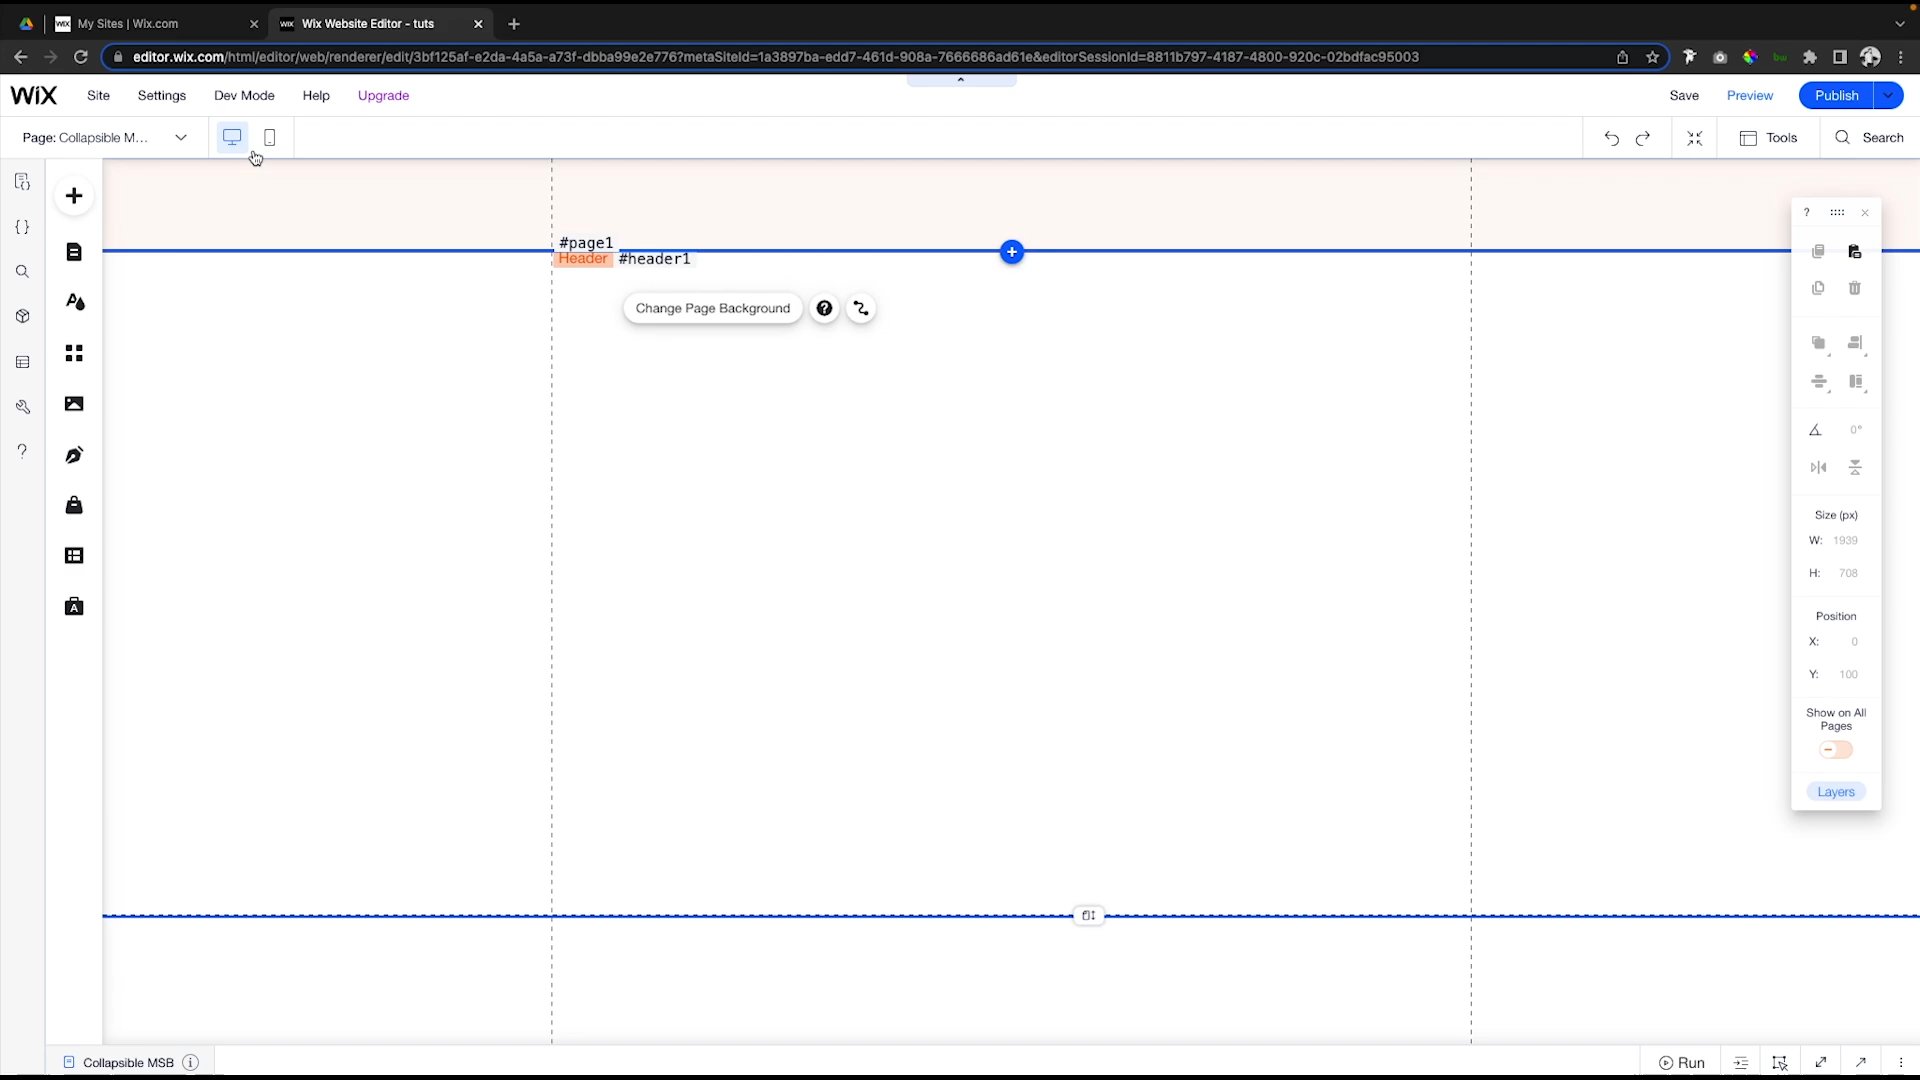 My Sites | Wix.com
Wix Website Editor - tuts
editor.wix.com/html/editor/web/renderer/edit/3bf125af-e2da-4a5a-a73f-dbba99e2e776?metaSiteId=1a3897ba-edd7-461d-908a-7666686ad61e&editorSessionId=8811b797-4187-4800-920c-02bdfac95003
WiX Site Settings Dev Mode Help Upgrade Save Preview Publish
Page: Collapsible M... Tools Search
#page1
Header #header1
Change Page Background
0°
Size (px)
W: 1939
H: 708
Position
X: 0
Y: 100
Show on All
Pages
Layers
Collapsible MSB Run